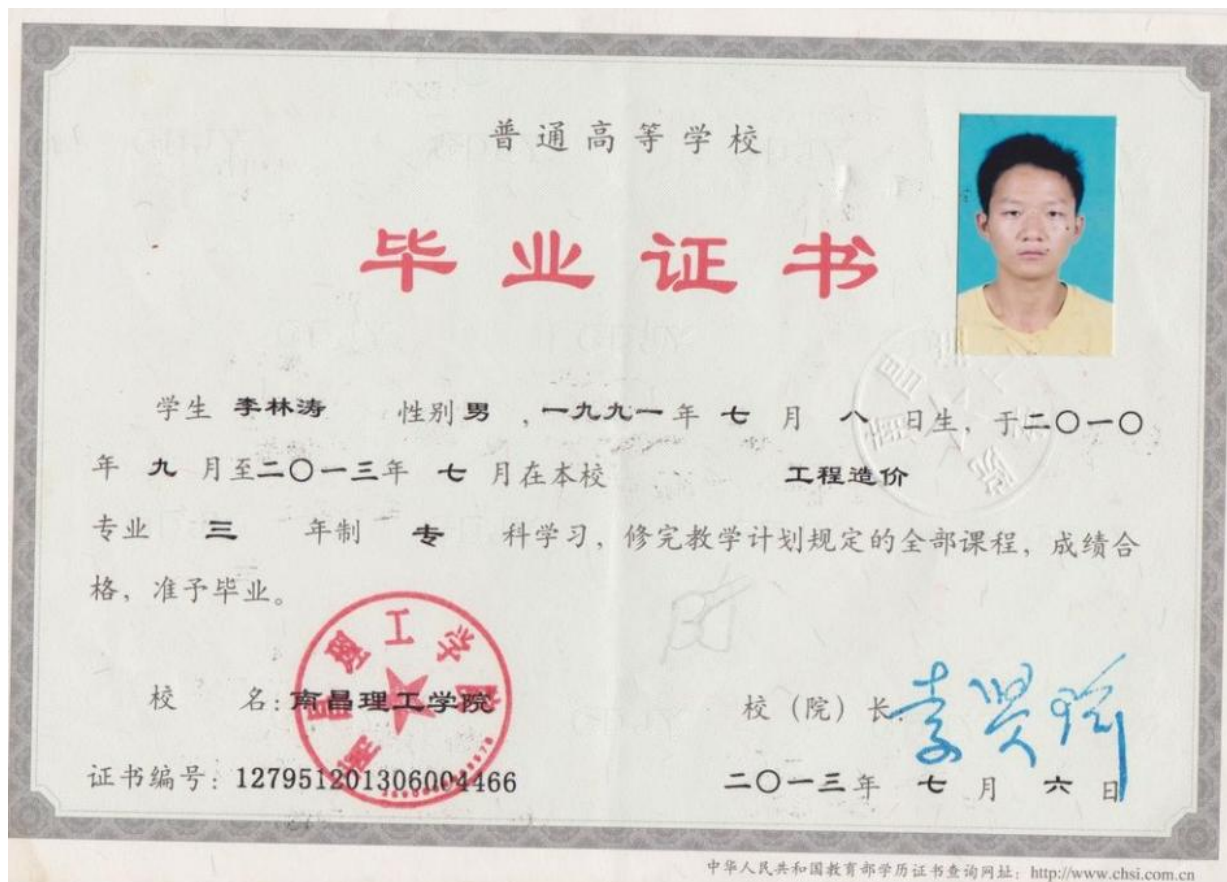 普通高等学校
毕业证书
学生 李林涛 性别 男 ，一九九一 年 七 月 八 日生，于二〇一〇
年 九 月至二〇一三年 七 月在本校 工程造价
专业 三 年制 专 科学习，修完教学计划规定的全部课程，成绩合
格，准予毕业。
校 名：南昌理工学院
南昌理工学院
校（院）长：
证书编号：127951201306004466
二〇一三年 七 月 六 日
中华人民共和国教育部学历证书查询网址：http://www.chsi.com.cn